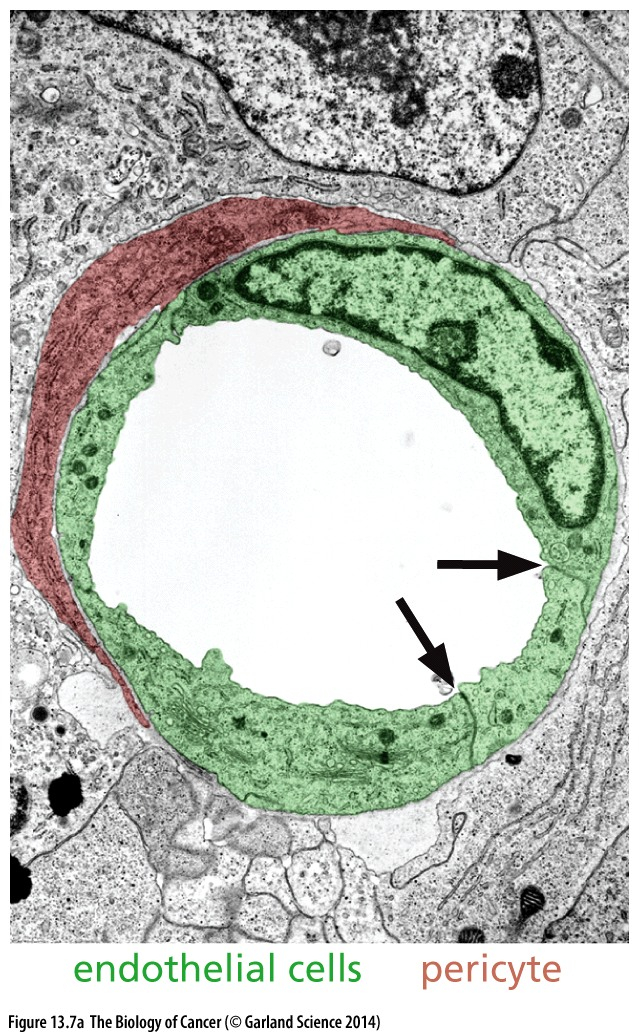 endothelial cells pericyte
Figure 13.7a The Biology of Cancer (© Garland Science 2014)